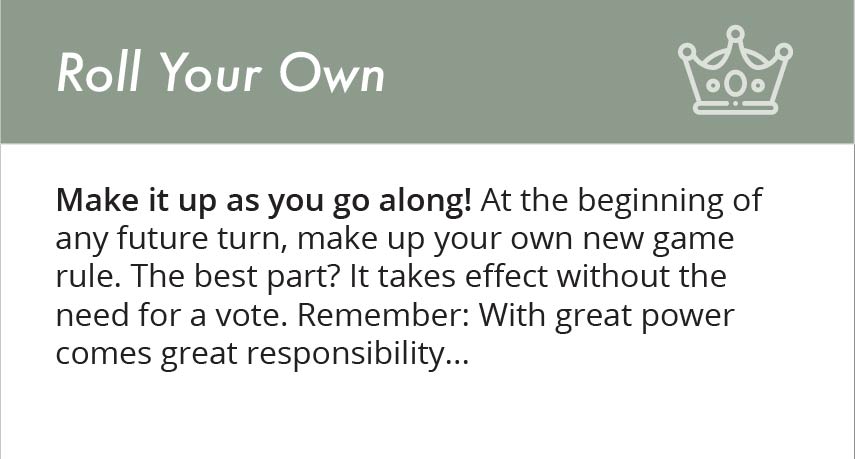 Roll Your Own
Make it up as you go along! At the beginning of
any future turn, make up your own new game
rule. The best part? It takes effect without the
need for a vote. Remember: With great power
comes great responsibility...